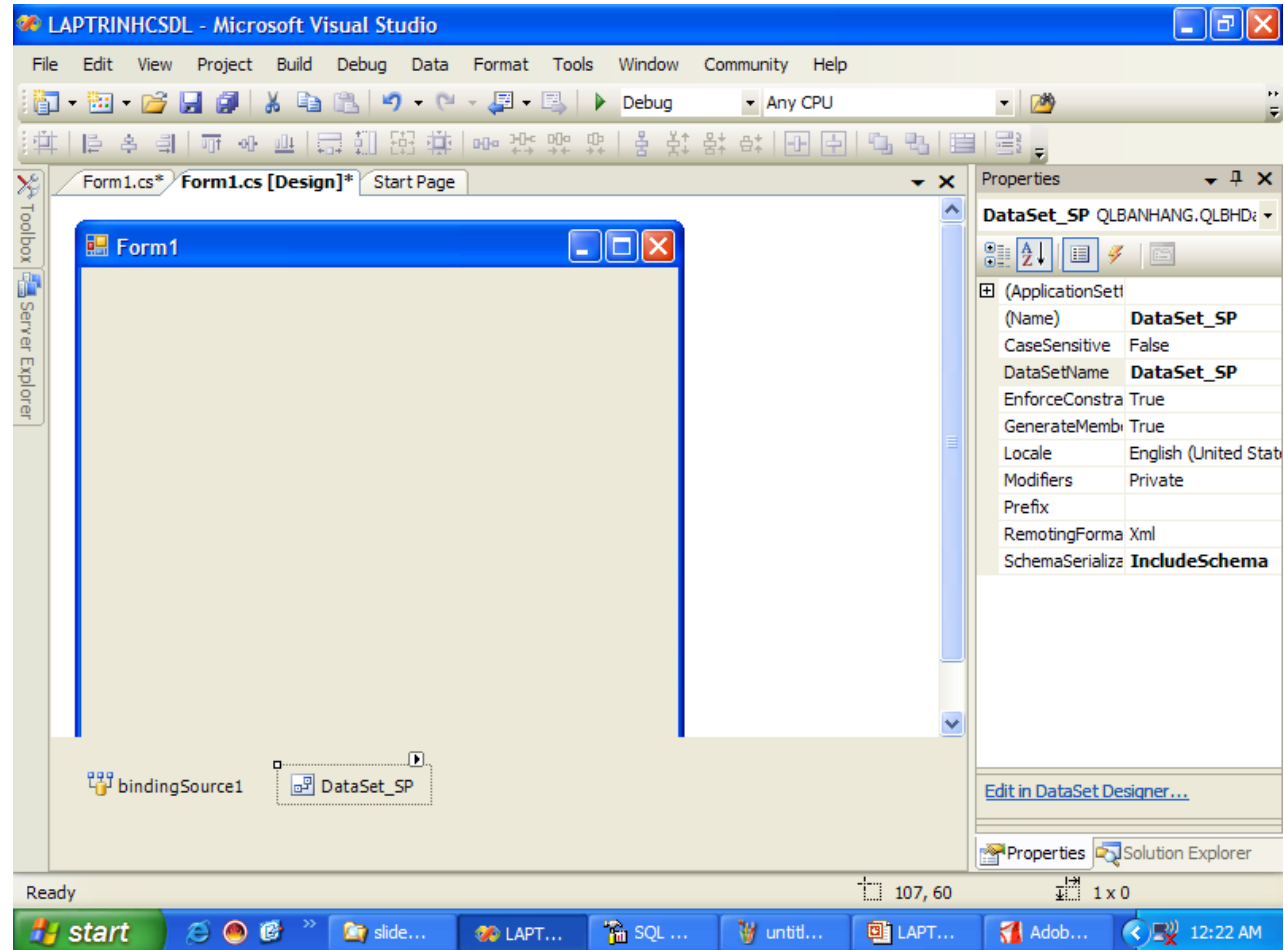 LAPTRINHCSDL - Microsoft Visual Studio
File Edit View Project Build Debug Data Format Tools Window Community Help
Debug Any CPU
Form1.cs* Form1.cs [Design]* Start Page
Toolbox
Server Explorer
Form1
bindingSource1 DataSet_SP
Properties
DataSet_SP QLBANHANG.QLBHDa
(ApplicationSett
(Name) DataSet_SP
CaseSensitive False
DataSetName DataSet_SP
EnforceConstra True
GenerateMemb True
Locale English (United Stat
Modifiers Private
Prefix
RemotingForma Xml
SchemaSerializa IncludeSchema
Edit in DataSet Designer...
Properties Solution Explorer
Ready 107, 60 1 x 0
start slide... LAPT... SQL ... untitl... LAPT... Adob... 12:22 AM